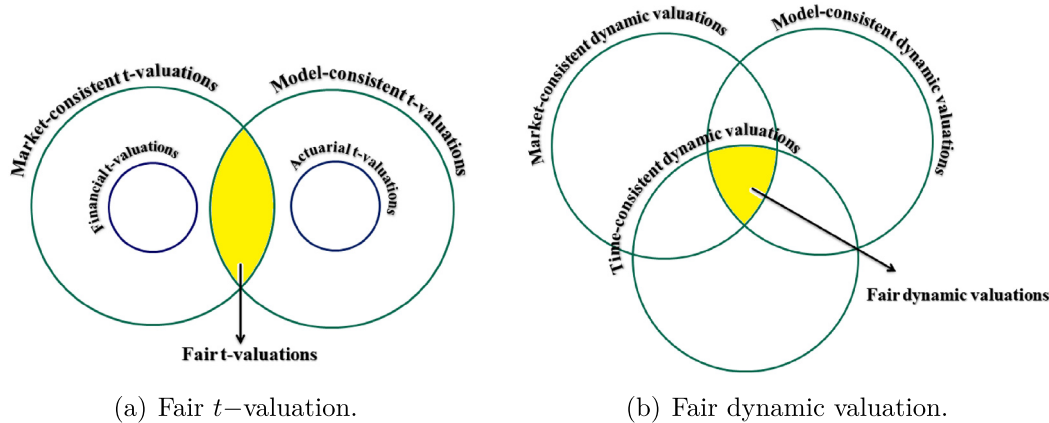 Market-consistent t-valuations
Model-consistent t-valuations
Financial t-valuations
Actuarial t-valuations
Fair t-valuations
(a) Fair t−valuation.
Market-consistent dynamic valuations
Model-consistent dynamic valuations
Time-consistent dynamic valuations
Fair dynamic valuations
(b) Fair dynamic valuation.